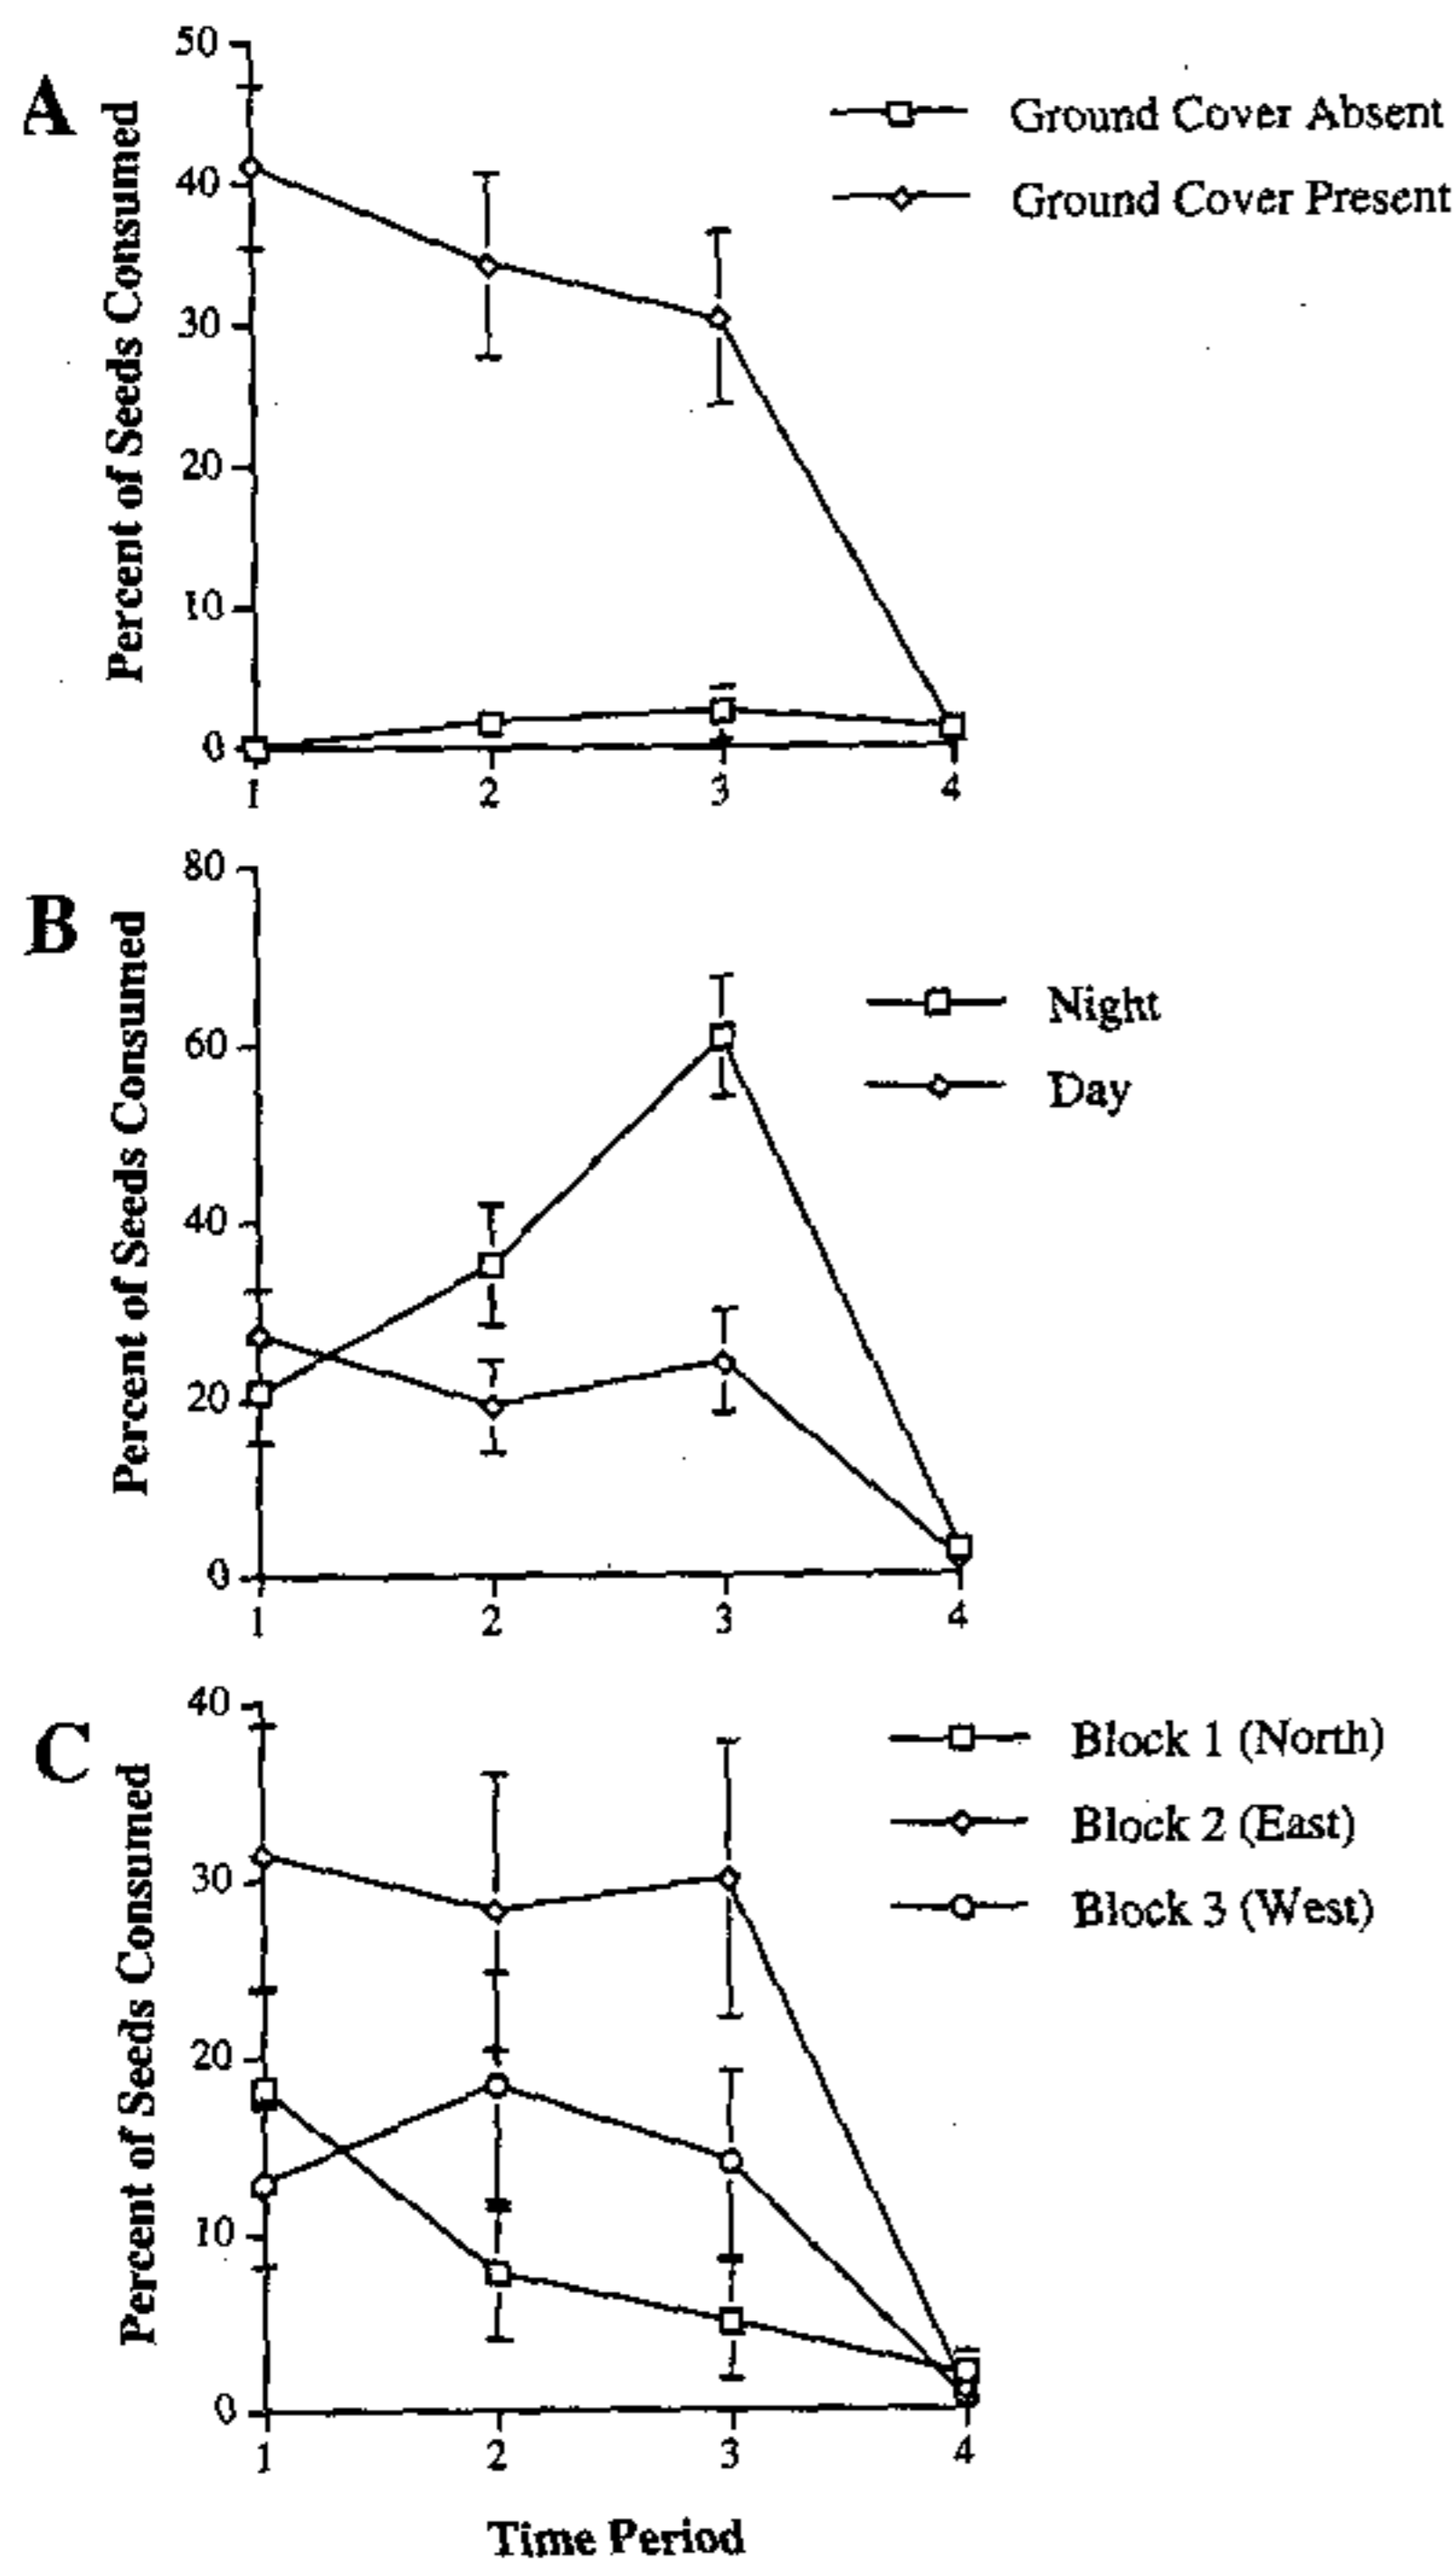 A
Percent of Seeds Consumed
50
40
30
20
10
0
1 2 3 4
Ground Cover Absent
Ground Cover Present
B
Percent of Seeds Consumed
80
60
40
20
0
1 2 3 4
Night
Day
C
Percent of Seeds Consumed
40
30
20
10
0
1 2 3 4
Block 1 (North)
Block 2 (East)
Block 3 (West)
Time Period